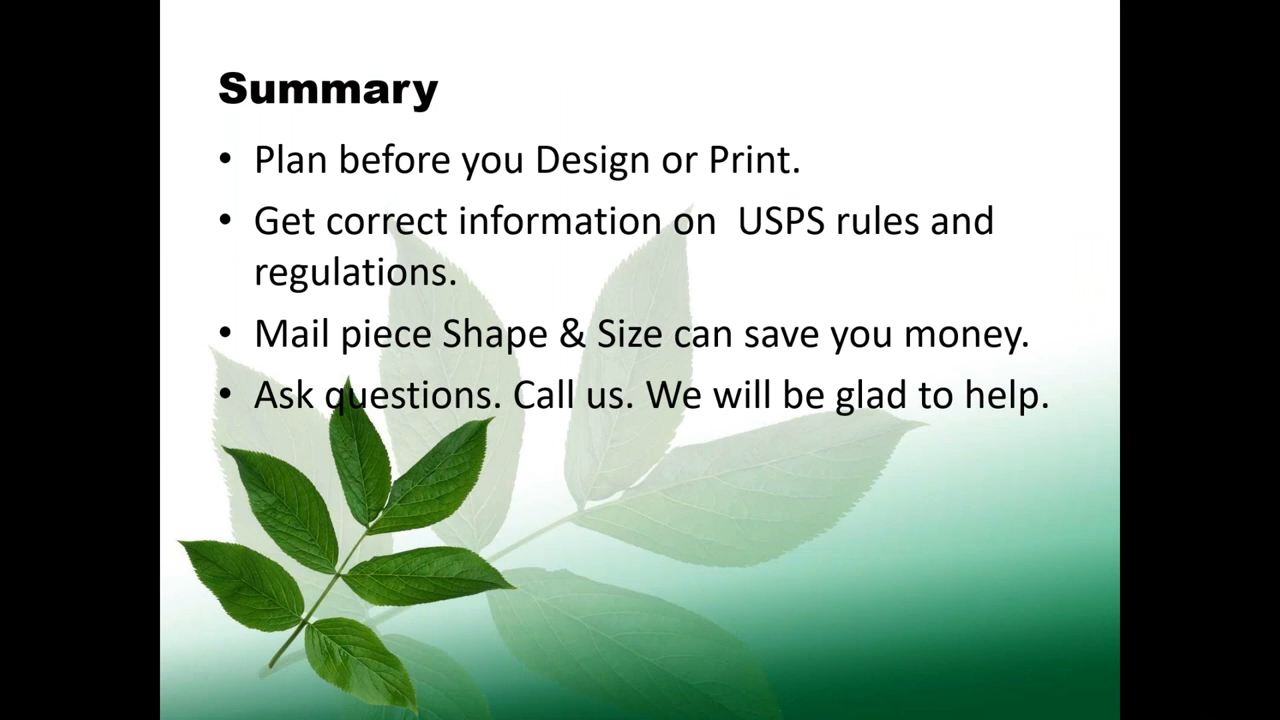 Summary
• Plan before you Design or Print.
• Get correct information on  USPS rules and
regulations.
• Mail piece Shape & Size can save you money.
• Ask questions. Call us. We will be glad to help.